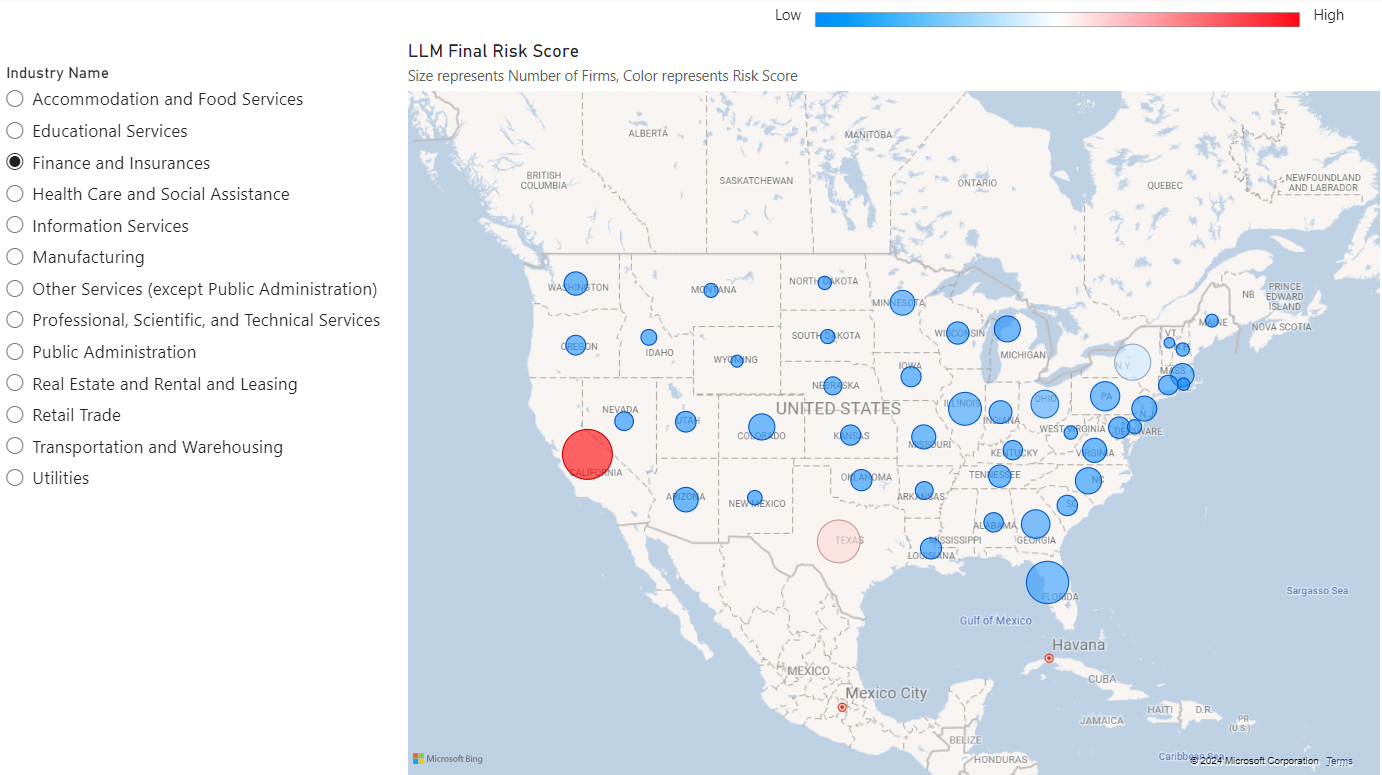 Low
High
LLM Final Risk Score
Size represents Number of Firms, Color represents Risk Score
Industry Name
Accommodation and Food Services
Educational Services
Finance and Insurances
Health Care and Social Assistance
Information Services
Manufacturing
Other Services (except Public Administration)
Professional, Scientific, and Technical Services
Public Administration
Real Estate and Rental and Leasing
Retail Trade
Transportation and Warehousing
Utilities
ALBERTA
MANITOBA
BRITISH
COLUMBIA
SASKATCHEWAN
ONTARIO
QUEBEC
NEWFOUNDLAND
AND LABRADOR
WASHINGTON
MONTANA
NORTH DAKOTA
MINNESOTA
NB
PRINCE
EDWARD
ISLAND
MAINE
NOVA SCOTIA
OREGON
IDAHO
SOUTH DAKOTA
WISCONSIN
MICHIGAN
VT
WYOMING
N.Y.
MASS
IOWA
NEBRASKA
NEVADA
UTAH
COLORADO
UNITED STATES
KANSAS
ILLINOIS
INDIANA
OHIO
PA
N J
WEST VIRGINIA
DELAWARE
MISSOURI
KENTUCKY
VIRGINIA
CALIFORNIA
OKLAHOMA
TENNESSEE
NC
ARIZONA
NEW MEXICO
ARKANSAS
SC
TEXAS
MISSISSIPPI
ALABAMA
GEORGIA
LOUISIANA
FLORIDA
Sargasso Sea
Gulf of Mexico
Havana
MEXICO
CUBA
Mexico City
HAITI
D.R.
JAMAICA
PR
(U.S.)
BELIZE
HONDURAS
Caribbean Sea
Microsoft Bing
© 2024 Microsoft Corporation
Terms